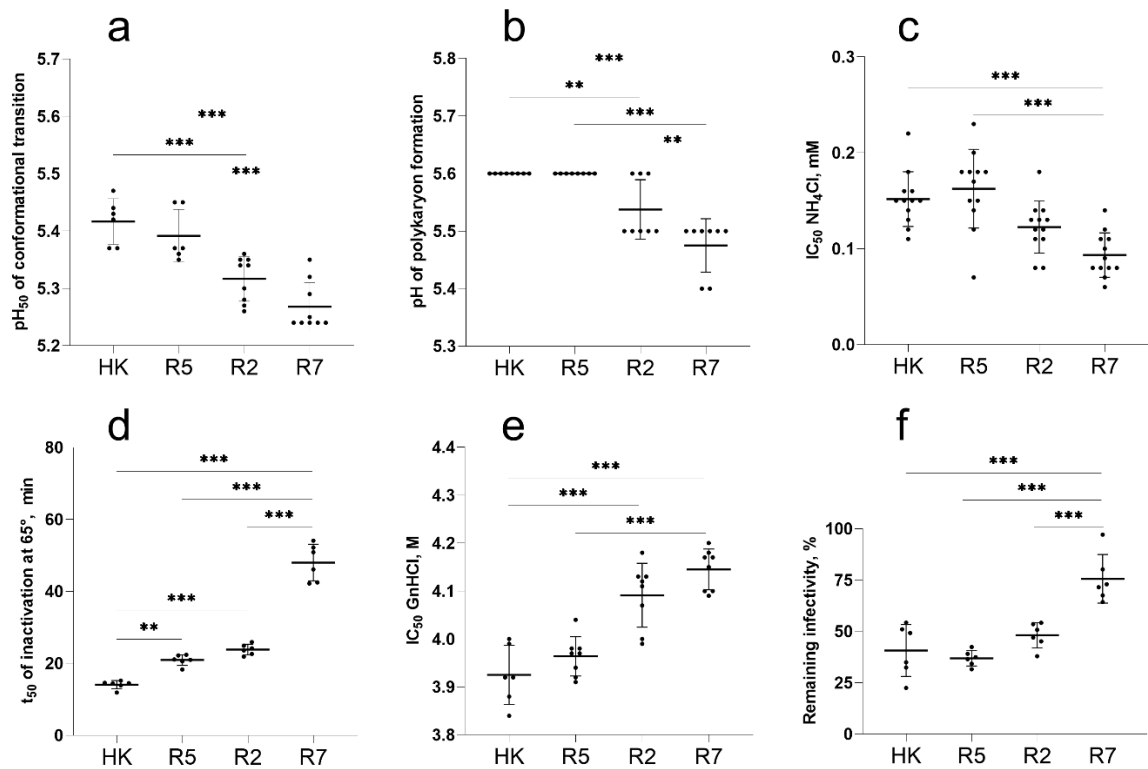 a
pH50 of conformational transition
5.7
5.6
5.5
5.4
5.3
5.2
***
***
***
HK R5 R2 R7
b
pH of polykaryon formation
5.8
5.7
5.6
5.5
5.4
5.3
***
**
***
**
HK R5 R2 R7
c
IC50 NH4Cl, mM
0.3
0.2
0.1
0.0
***
***
HK R5 R2 R7
d
t50 of inactivation at 65°, min
80
60
40
20
0
***
***
***
***
**
HK R5 R2 R7
e
IC50 GnHCl, M
4.4
4.3
4.2
4.1
4.0
3.9
3.8
***
***
***
HK R5 R2 R7
f
Remaining infectivity, %
100
75
50
25
0
***
***
***
HK R5 R2 R7